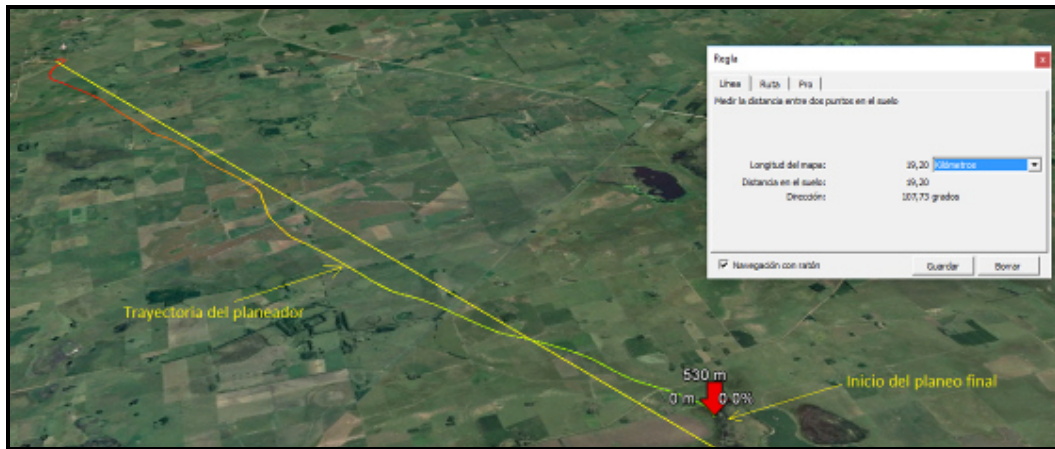 Regla
Línea Ruta Pro
Medir la distancia entre dos puntos en el suelo
Longitud del mapa: 19,20 Kilómetros
Distancia en el suelo: 19,20
Dirección: 107,73 grados
Navegación con ratón Guardar Borrar
Trayectoria del planeador
530 m
0 m 0.0%
Inicio del planeo final